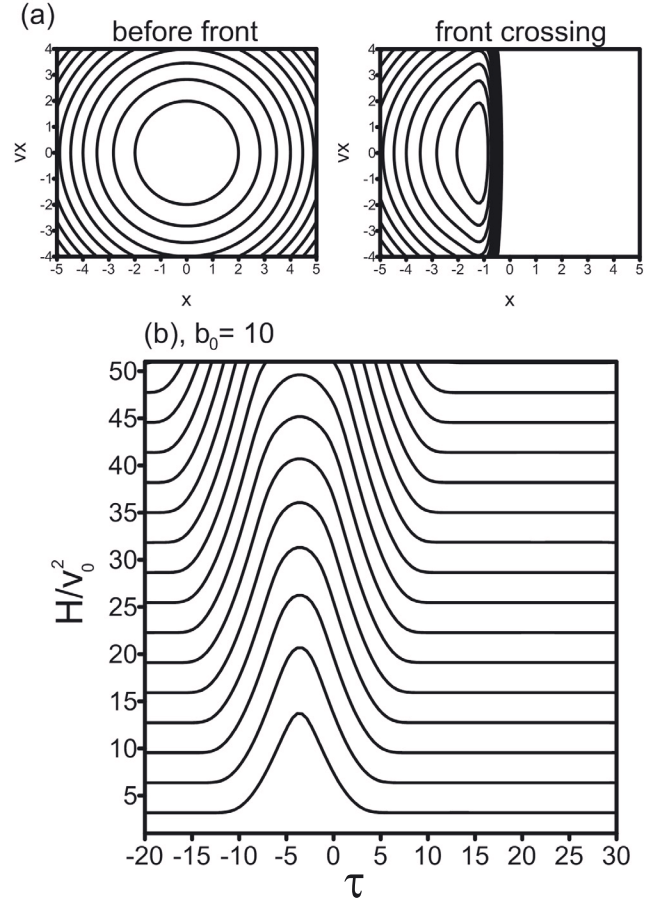 (a)
before front
front crossing
vx
4
3
2
1
0
-1
-2
-3
-4
-5 -4 -3 -2 -1 0 1 2 3 4 5
x
vx
4
3
2
1
0
-1
-2
-3
-4
-5 -4 -3 -2 -1 0 1 2 3 4 5
x
(b), b₀= 10
H/v₀²
50
45
40
35
30
25
20
15
10
5
-20 -15 -10 -5 0 5 10 15 20 25 30
τ